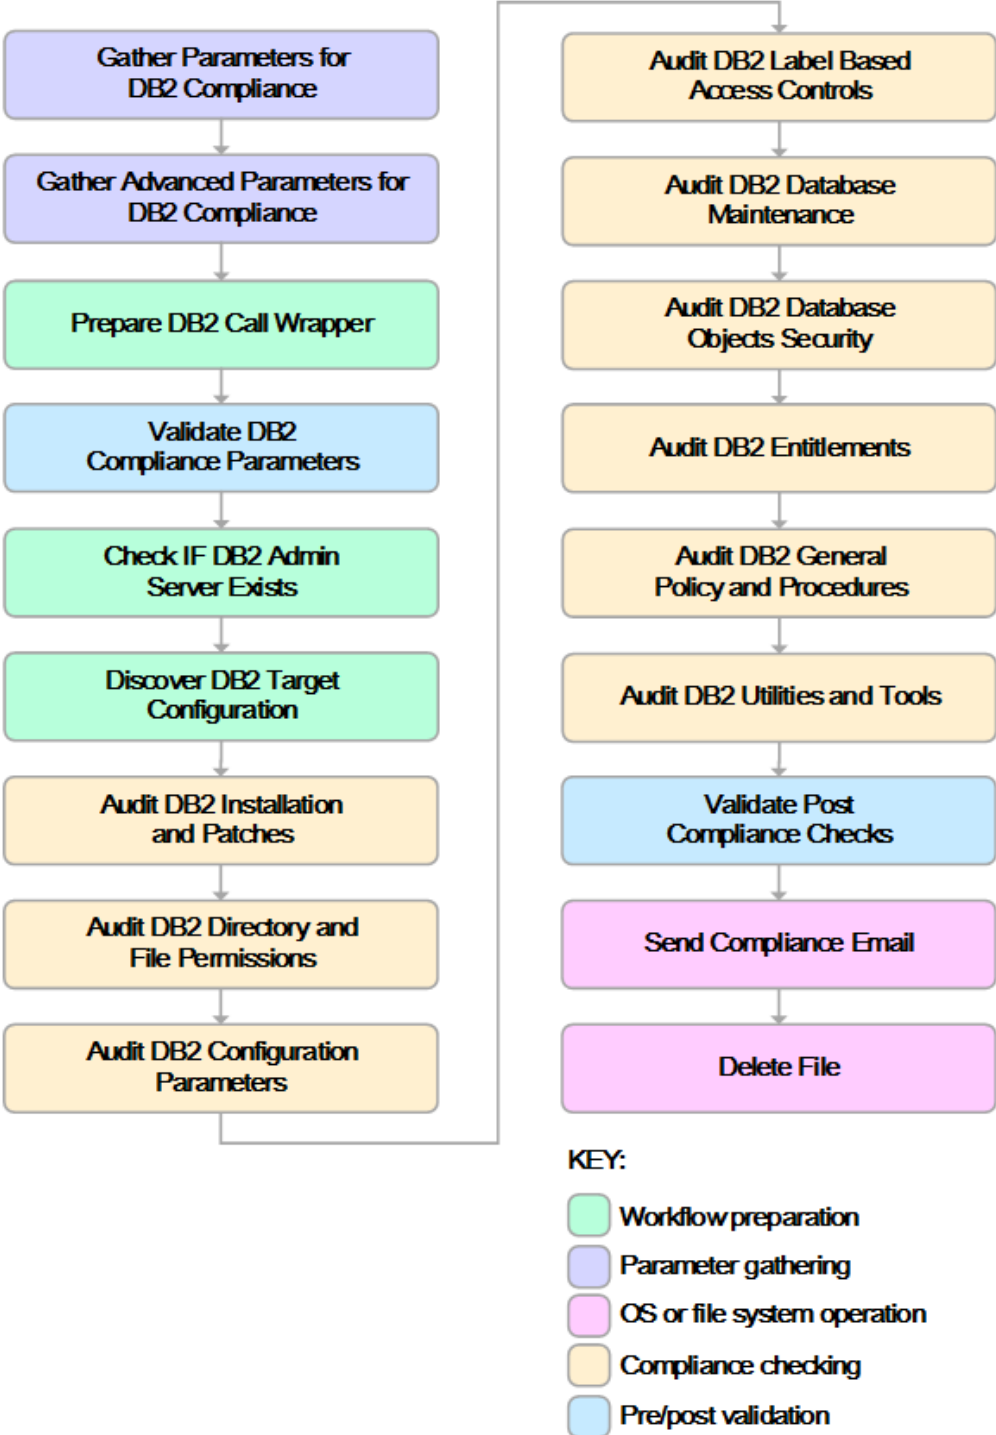 Gather Parameters for
DB2 Compliance
Gather Advanced Parameters for
DB2 Compliance
Prepare DB2 Call Wrapper
Validate DB2
Compliance Parameters
Check IF DB2 Admin
Server Exists
Discover DB2 Target
Configuration
Audit DB2 Installation
and Patches
Audit DB2 Directory and
File Permissions
Audit DB2 Configuration
Parameters
Audit DB2 Label Based
Access Controls
Audit DB2 Database
Maintenance
Audit DB2 Database
Objects Security
Audit DB2 Entitlements
Audit DB2 General
Policy and Procedures
Audit DB2 Utilities and Tools
Validate Post
Compliance Checks
Send Compliance Email
Delete File
KEY:
Workflow preparation
Parameter gathering
OS or file system operation
Compliance checking
Pre/post validation